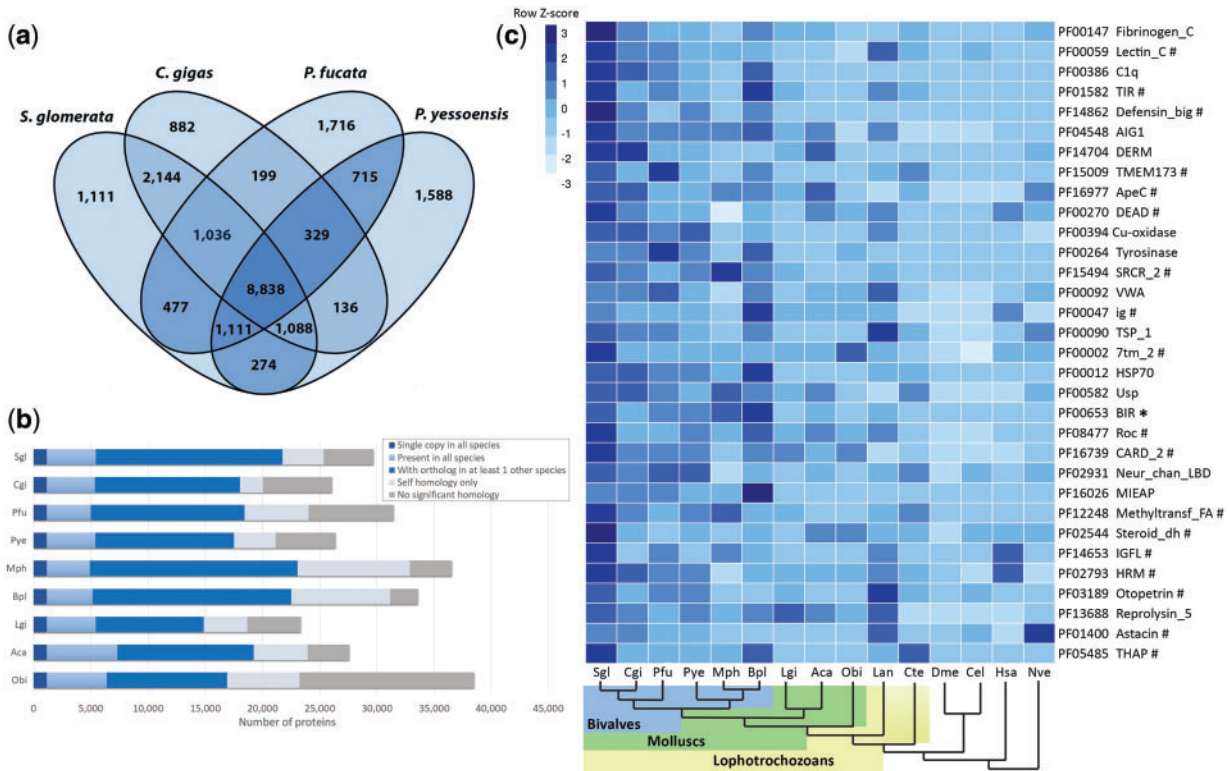 (a)
C. gigas
P. fucata
S. glomerata
P. yessoensis
882
1,716
2,144
199
715
1,111
1,588
1,036
329
8,838
477
136
1,111
1,088
274
(b)
Sgl
Cgi
Pfu
Pye
Mph
Bpl
Lgi
Aca
Obi
Single copy in all species
Present in all species
With ortholog in at least 1 other species
Self homology only
No significant homology
0 5,000 10,000 15,000 20,000 25,000 30,000 35,000 40,000 45,000
Number of proteins
(c)
Row Z-score
3
2
1
0
-1
-2
-3
PF00147 Fibrinogen_C
PF00059 Lectin_C #
PF00386 C1q
PF01582 TIR #
PF14862 Defensin_big #
PF04548 AIG1
PF14704 DERM
PF15009 TMEM173 #
PF16977 ApeC #
PF00270 DEAD #
PF00394 Cu-oxidase
PF00264 Tyrosinase
PF15494 SRCR_2 #
PF00092 VWA
PF00047 ig #
PF00090 TSP_1
PF00002 7tm_2 #
PF00012 HSP70
PF00582 Usp
PF00653 BIR *
PF08477 Roc #
PF16739 CARD_2 #
PF02931 Neur_chan_LBD
PF16026 MIEAP
PF12248 Methyltransf_FA #
PF02544 Steroid_dh #
PF14653 IGFL #
PF02793 HRM #
PF03189 Otopetrin #
PF13688 Reprolysin_5
PF01400 Astacin #
PF05485 THAP #
Sgl Cgi Pfu Pye Mph Bpl Lgi Aca Obi Lan Cte Dme Cel Hsa Nve
Bivalves
Molluscs
Lophotrochozoans